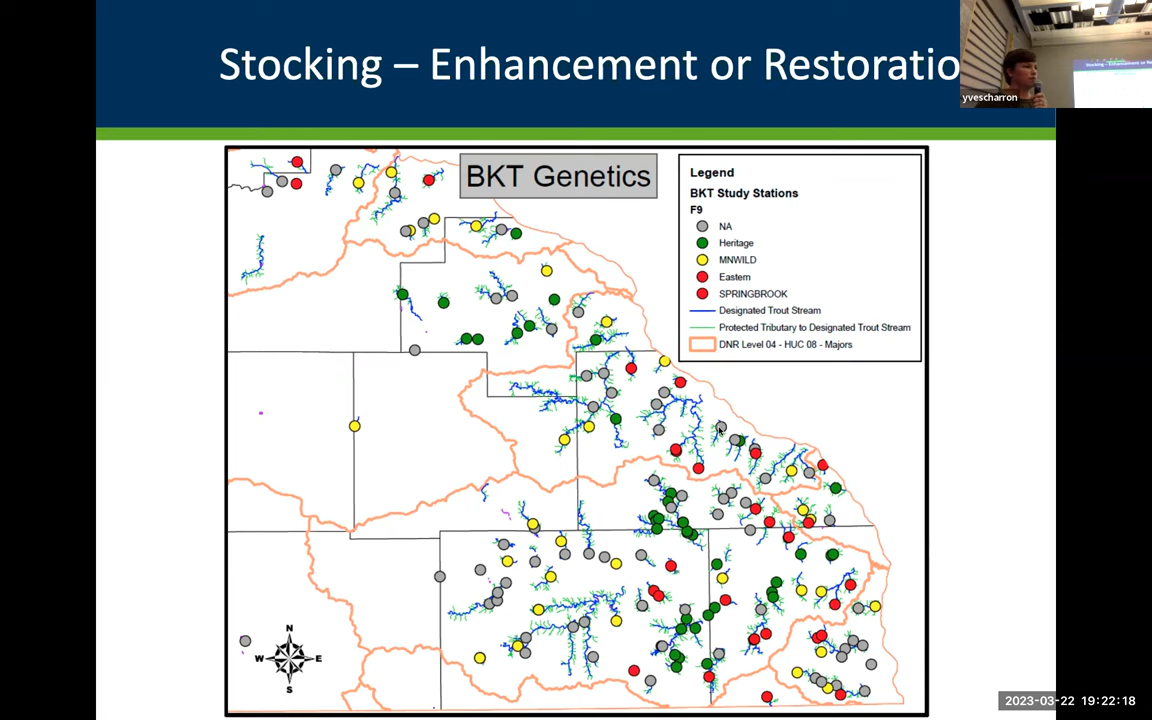 Stocking – Enhancement or Restoratio
yvescharron
BKT Genetics
Legend
BKT Study Stations
F9
NA
Heritage
MNWILD
Eastern
SPRINGBROOK
Designated Trout Stream
Protected Tributary to Designated Trout Stream
DNR Level 04 - HUC 08 - Majors
N
W E
S
2023-03-22 19:22:18